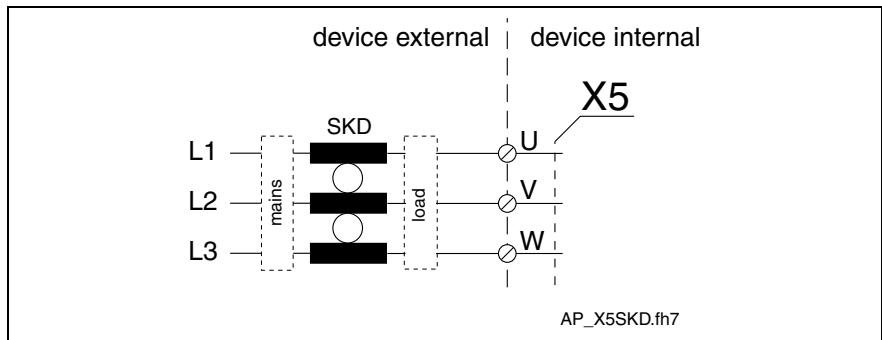 device external device internal
X5
SKD
L1 U
mains load
L2 V
L3 W
AP_X5SKD.fh7